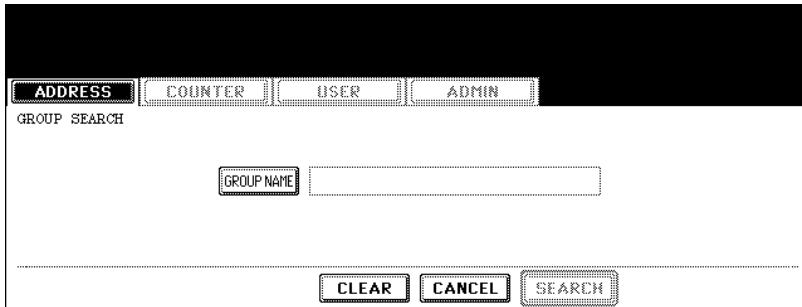 ADDRESS COUNTER USER ADMIN
GROUP SEARCH
GROUP NAME
CLEAR CANCEL SEARCH